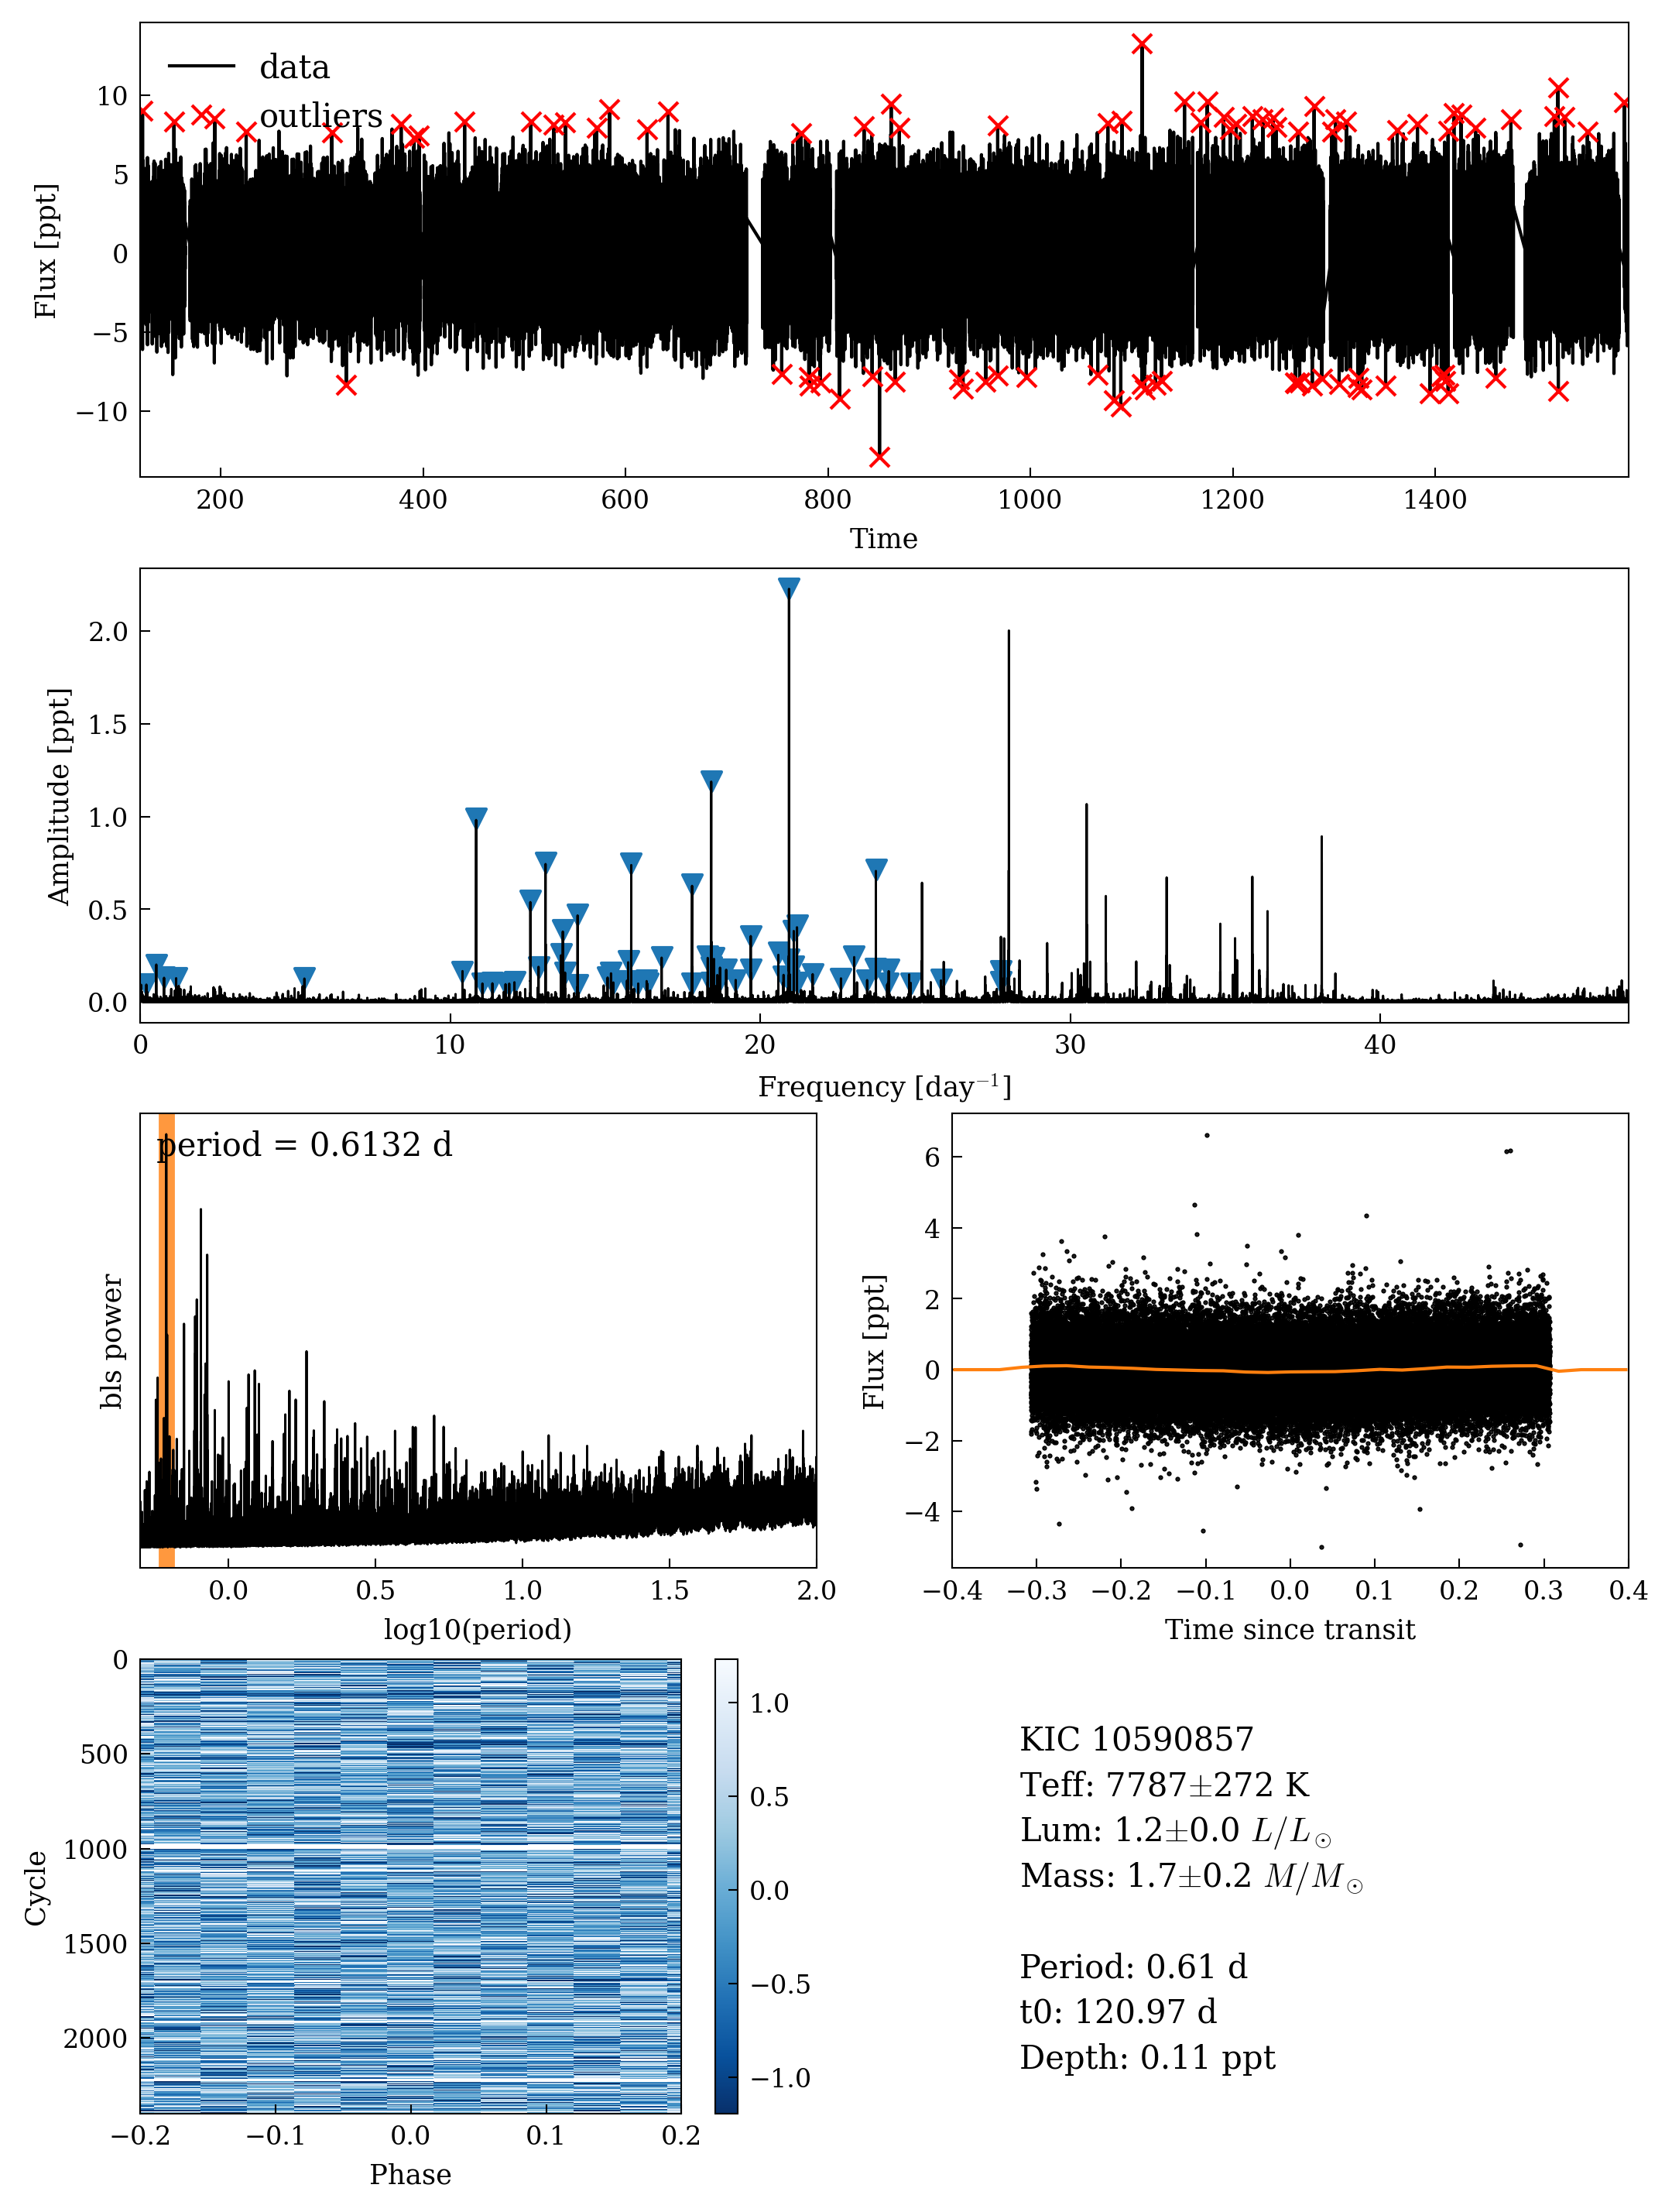 data
outliers
10
5
0
−5
−10
Flux [ppt]
200 400 600 800 1000 1200 1400
Time
2.0
1.5
1.0
0.5
0.0
Amplitude [ppt]
0 10 20 30 40
Frequency [day⁻¹]
period = 0.6132 d
bls power
0.0 0.5 1.0 1.5 2.0
log10(period)
6
4
2
0
−2
−4
Flux [ppt]
−0.4 −0.3 −0.2 −0.1 0.0 0.1 0.2 0.3 0.4
Time since transit
0
500
1000
1500
2000
Cycle
−0.2 −0.1 0.0 0.1 0.2
Phase
1.0
0.5
0.0
−0.5
−1.0
KIC 10590857
Teff: 7787±272 K
Lum: 1.2±0.0 L/L☉
Mass: 1.7±0.2 M/M☉
Period: 0.61 d
t0: 120.97 d
Depth: 0.11 ppt